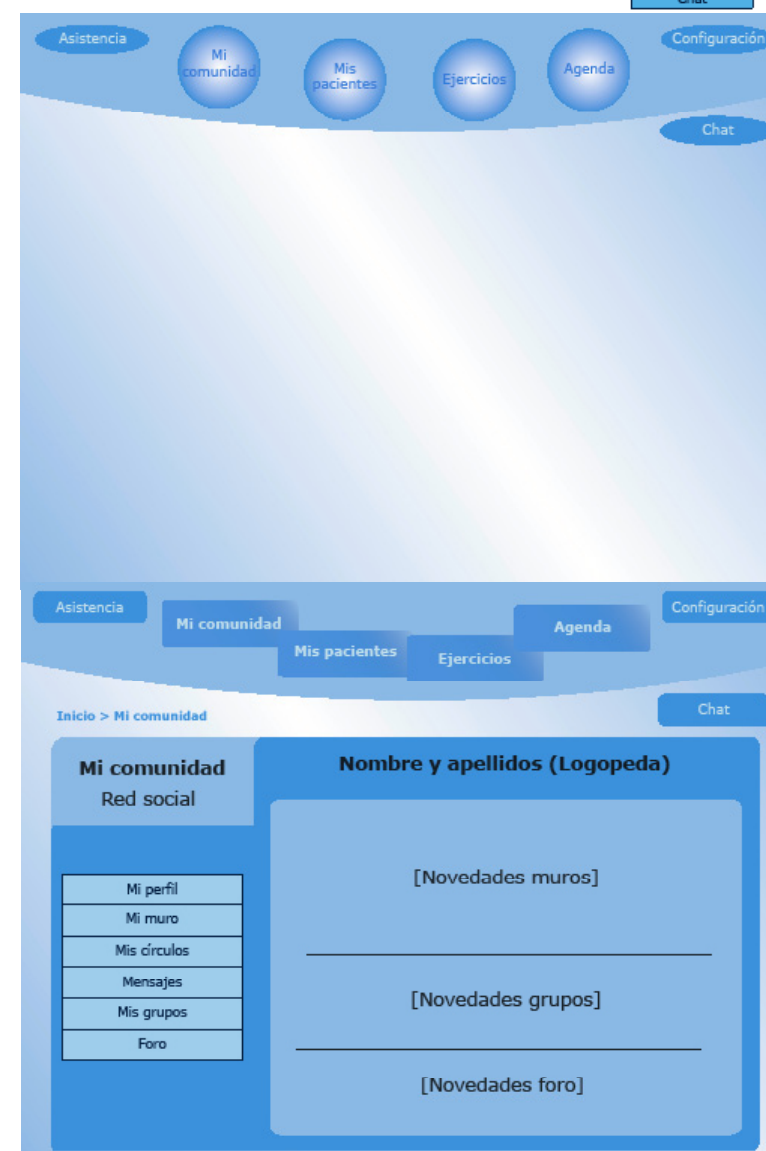 Chat
Asistencia
Mi
comunidad
Mis
pacientes
Ejercicios
Agenda
Configuración
Chat
Asistencia
Mi comunidad
Mis pacientes
Ejercicios
Agenda
Configuración
Inicio > Mi comunidad
Chat
Mi comunidad
Red social
Nombre y apellidos (Logopeda)
Mi perfil
Mi muro
Mis círculos
Mensajes
Mis grupos
Foro
[Novedades muros]
[Novedades grupos]
[Novedades foro]